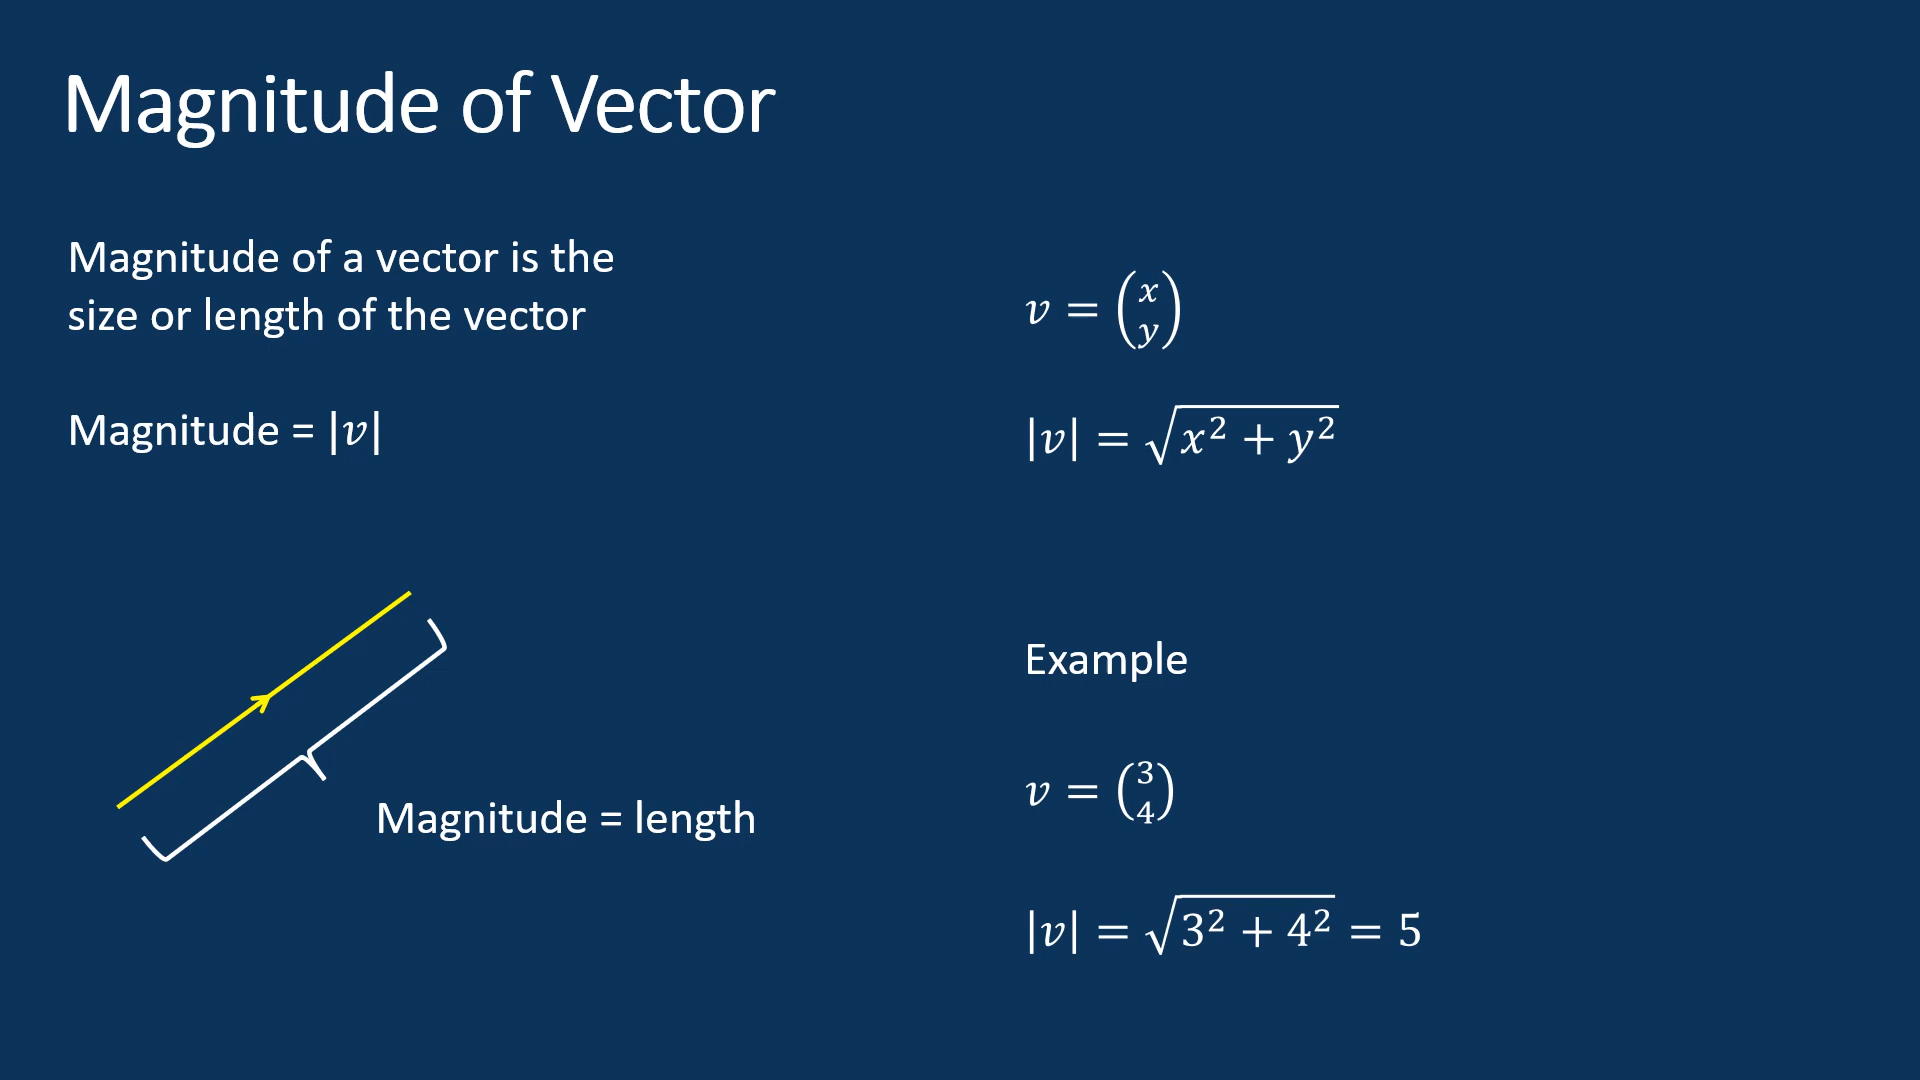 Magnitude of Vector
Magnitude of a vector is the
size or length of the vector
Magnitude = |𝑣|
Magnitude = length
𝑣 = (𝑥
𝑦)
|𝑣| = √𝑥² + 𝑦²
Example
𝑣 = (3
4)
|𝑣| = √3² + 4² = 5